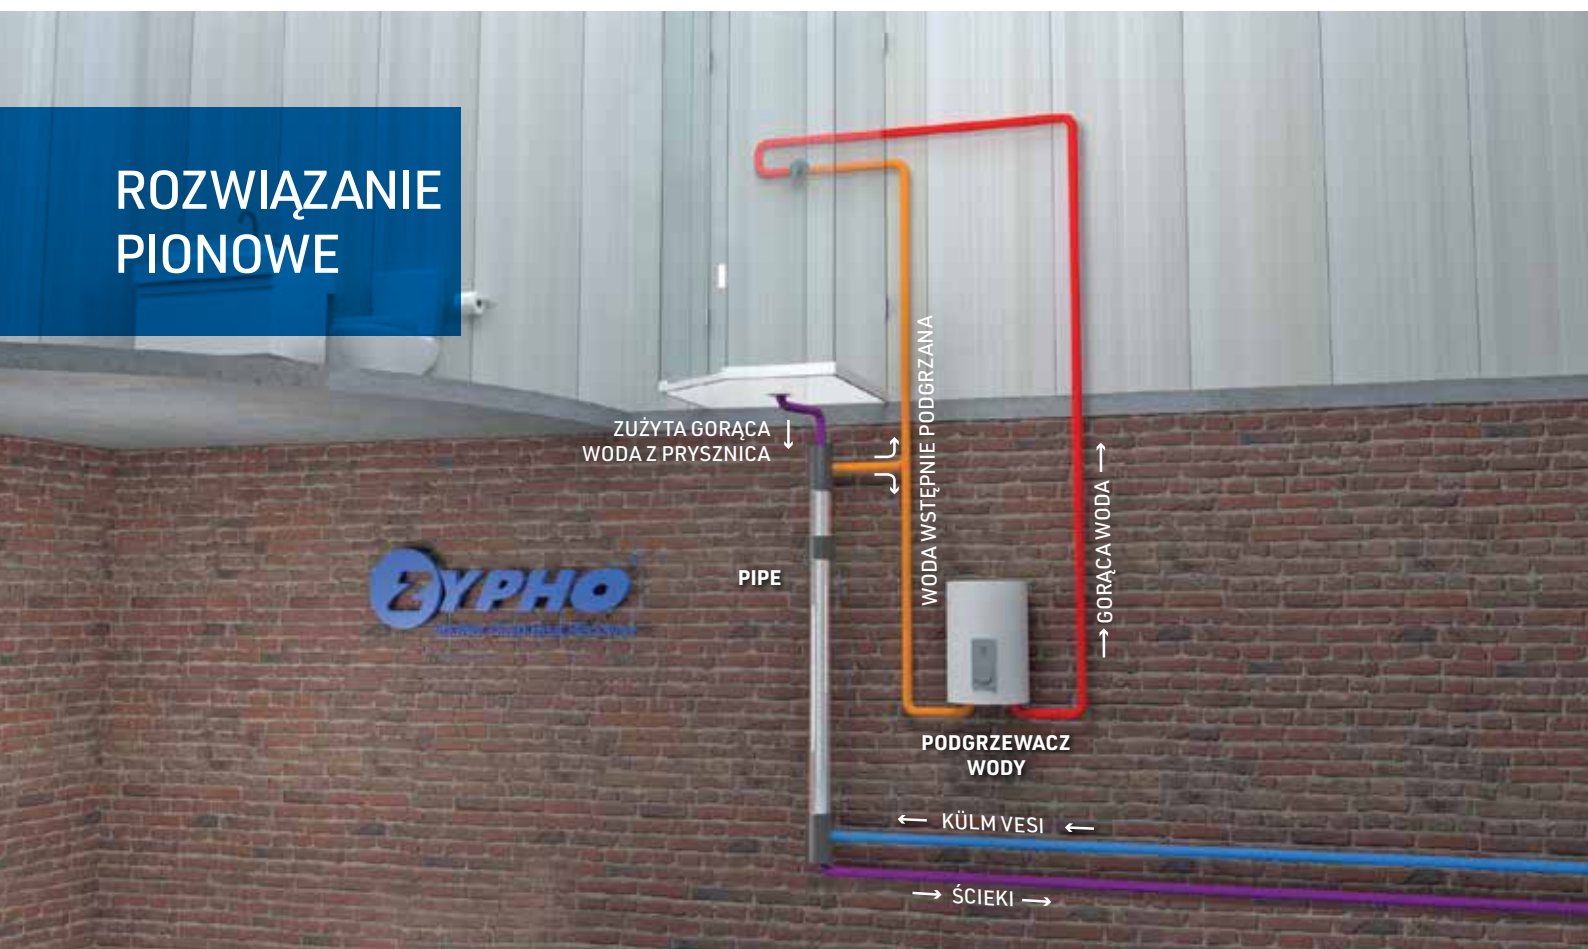 ROZWIĄZANIE
PIONOWE
ZUŻYTA GORĄCA
WODA Z PRYSZNICA
WODA WSTĘPNIE PODGRZANA
GORĄCA WODA
ZYPHO
PIPE
PODGRZEWACZ
WODY
KÜLM VESI
ŚCIEKI